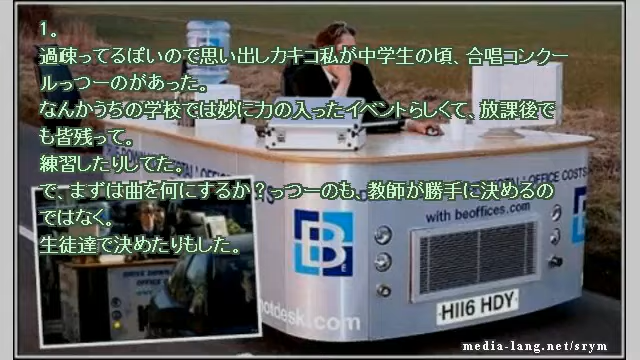 1。
過疎ってるぽいので思い出しカキコ私が中学生の頃、合唱コンクー
ルっつーのがあった。
なんかうちの学校では妙に力の入ったイベントらしくて、放課後で
も皆残って。
練習したりしてた。
で、まずは曲を何にするか？っつーのも、教師が勝手に決めるの
ではなく。
生徒達で決めたりもした。
OFFICE COSTS
with beoffices.com
B
E
hotdesk.com
H116 HDY
media-lang.net/srym